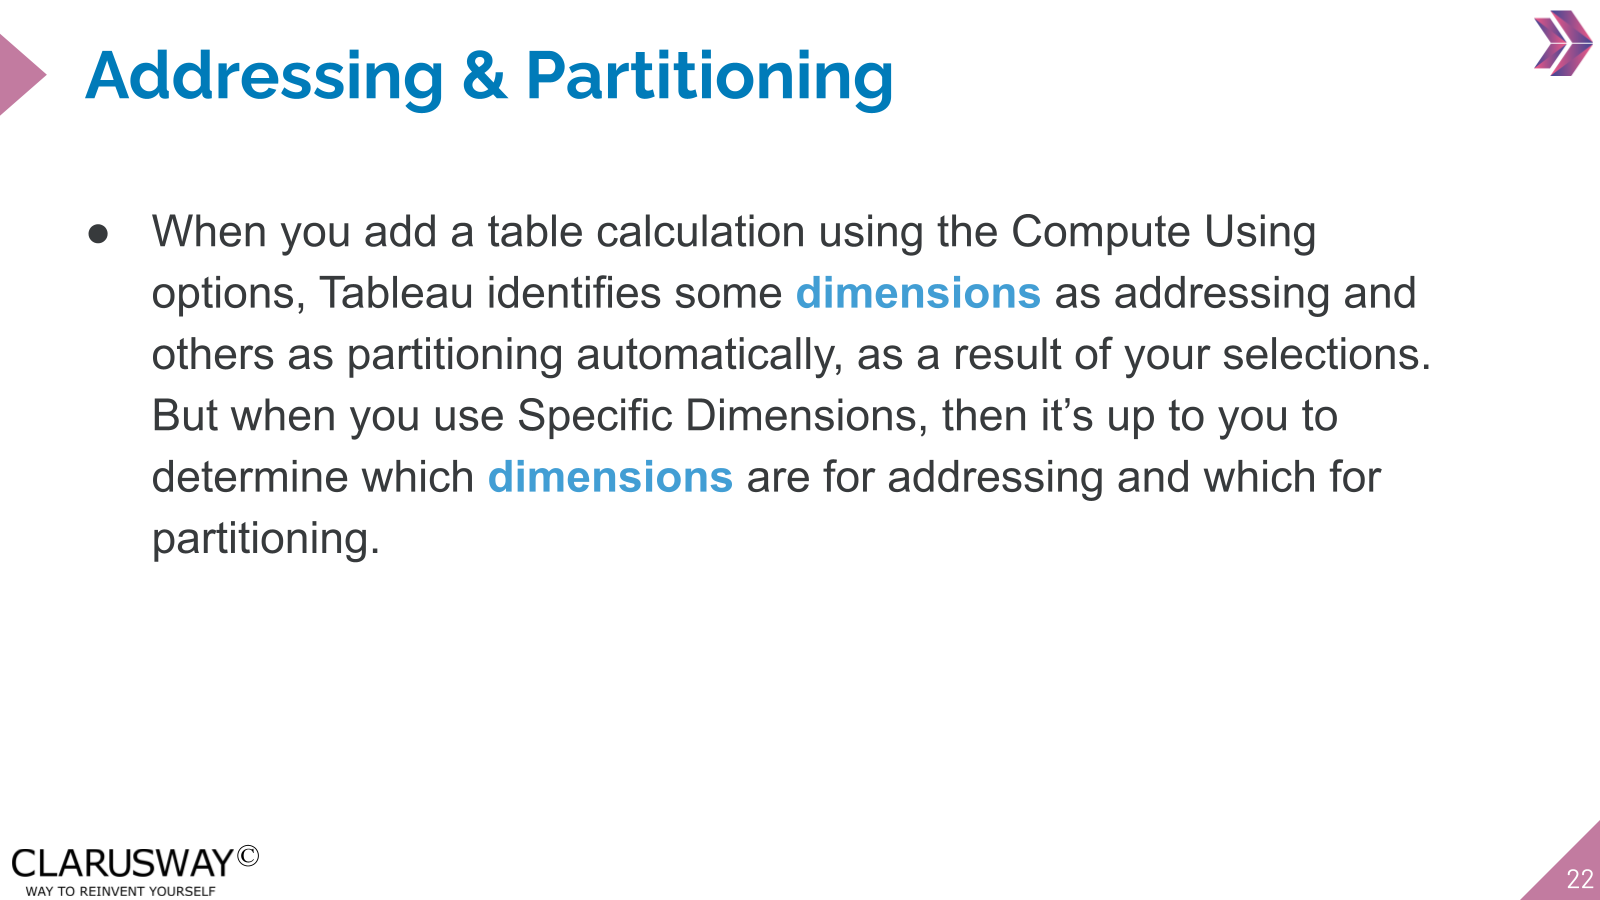 Addressing & Partitioning
● When you add a table calculation using the Compute Using
options, Tableau identifies some dimensions as addressing and
others as partitioning automatically, as a result of your selections.
But when you use Specific Dimensions, then it’s up to you to
determine which dimensions are for addressing and which for
partitioning.
CLARUSWAY©
WAY TO REINVENT YOURSELF
22